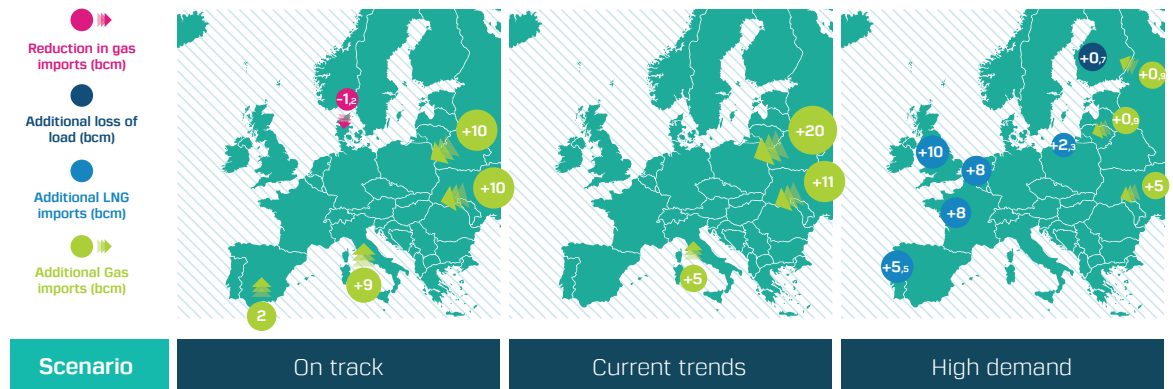 Reduction in gas
imports (bcm)
Additional loss of
load (bcm)
Additional LNG
imports (bcm)
Additional Gas
imports (bcm)
-1,2
+10
+10
+9
2
+20
+11
+5
+0,7
+0,9
+0,9
+2,3
+10
+8
+5
+8
+5,5
Scenario
On track
Current trends
High demand